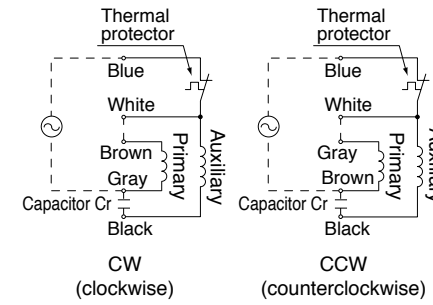 Thermal
protector
Blue
White
Brown
Gray
Primary
Auxiliary
Capacitor Cr
Black
CW
(clockwise)
Thermal
protector
Blue
White
Gray
Brown
Primary
Auxiliary
Capacitor Cr
Black
CCW
(counterclockwise)